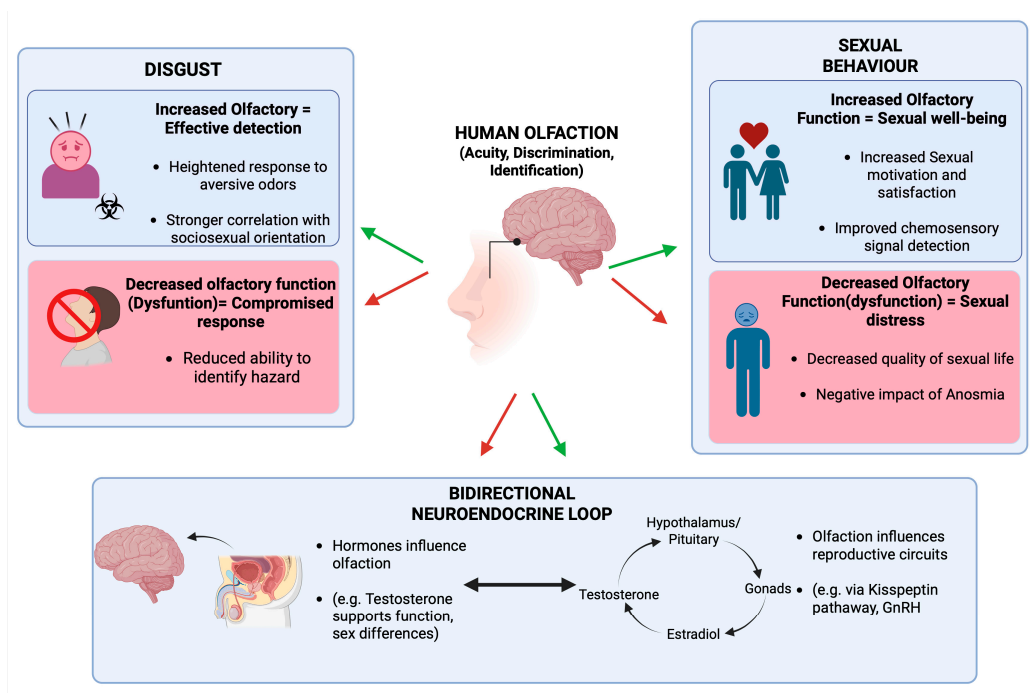 DISGUST
Increased Olfactory =
Effective detection
• Heightened response to
aversive odors
• Stronger correlation with
sociosexual orientation
Decreased olfactory function
(Dysfuntion)= Compromised
response
• Reduced ability to
identify hazard
HUMAN OLFACTION
(Acuity, Discrimination,
Identification)
SEXUAL
BEHAVIOUR
Increased Olfactory
Function = Sexual well-being
• Increased Sexual
motivation and
satisfaction
• Improved chemosensory
signal detection
Decreased Olfactory
Function(dysfunction) = Sexual
distress
• Decreased quality of sexual life
• Negative impact of Anosmia
BIDIRECTIONAL
NEUROENDOCRINE LOOP
• Hormones influence
olfaction
• (e.g. Testosterone
supports function,
sex differences)
Hypothalamus/
Pituitary
Gonads
Estradiol
Testosterone
• Olfaction influences
reproductive circuits
• (e.g. via Kisspeptin
pathaway, GnRH